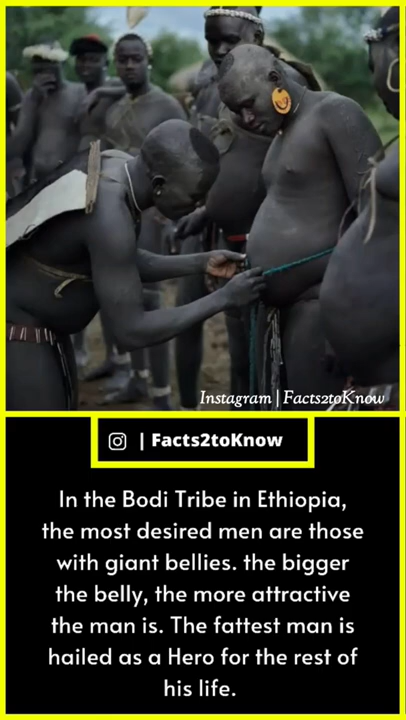 Instagram | Facts2toKnow
| Facts2toKnow
In the Bodi Tribe in Ethiopia,
the most desired men are those
with giant bellies. the bigger
the belly, the more attractive
the man is. The fattest man is
hailed as a Hero for the rest of
his life.